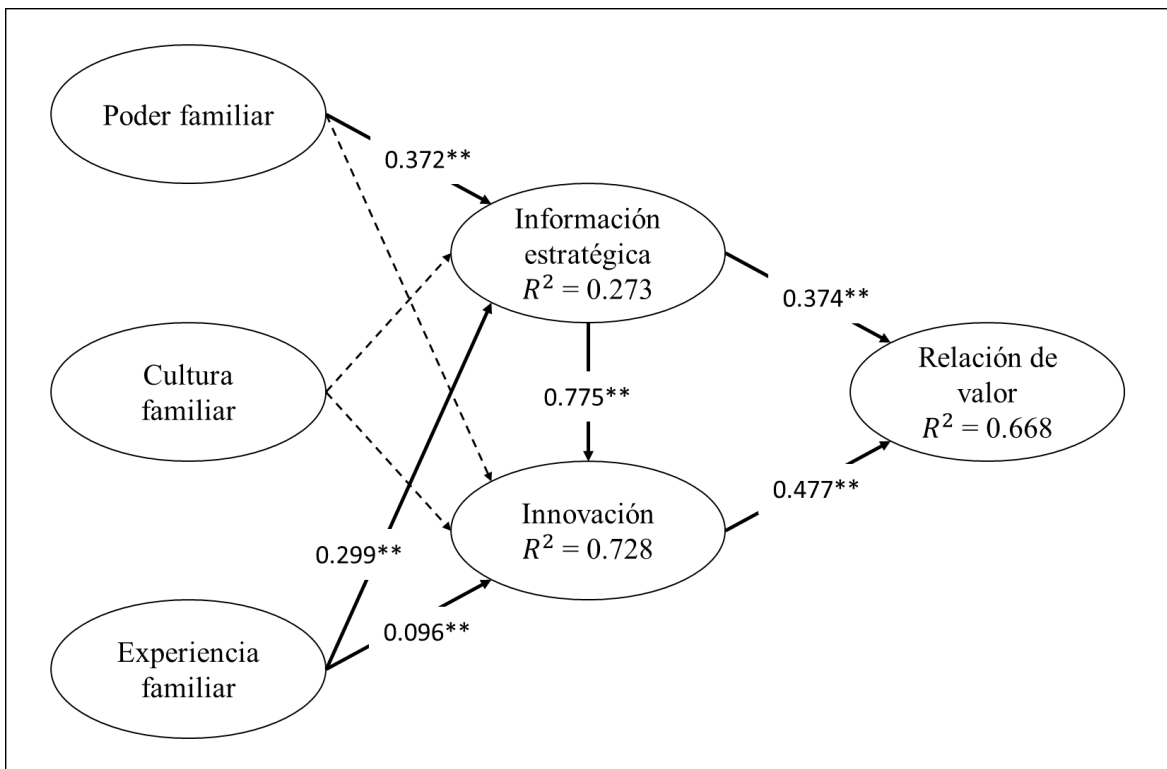 Poder familiar
0.372**
Información
estratégica
R² = 0.273
0.374**
Cultura
familiar
0.775**
Relación de
valor
R² = 0.668
0.477**
Innovación
R² = 0.728
0.299**
0.096**
Experiencia
familiar